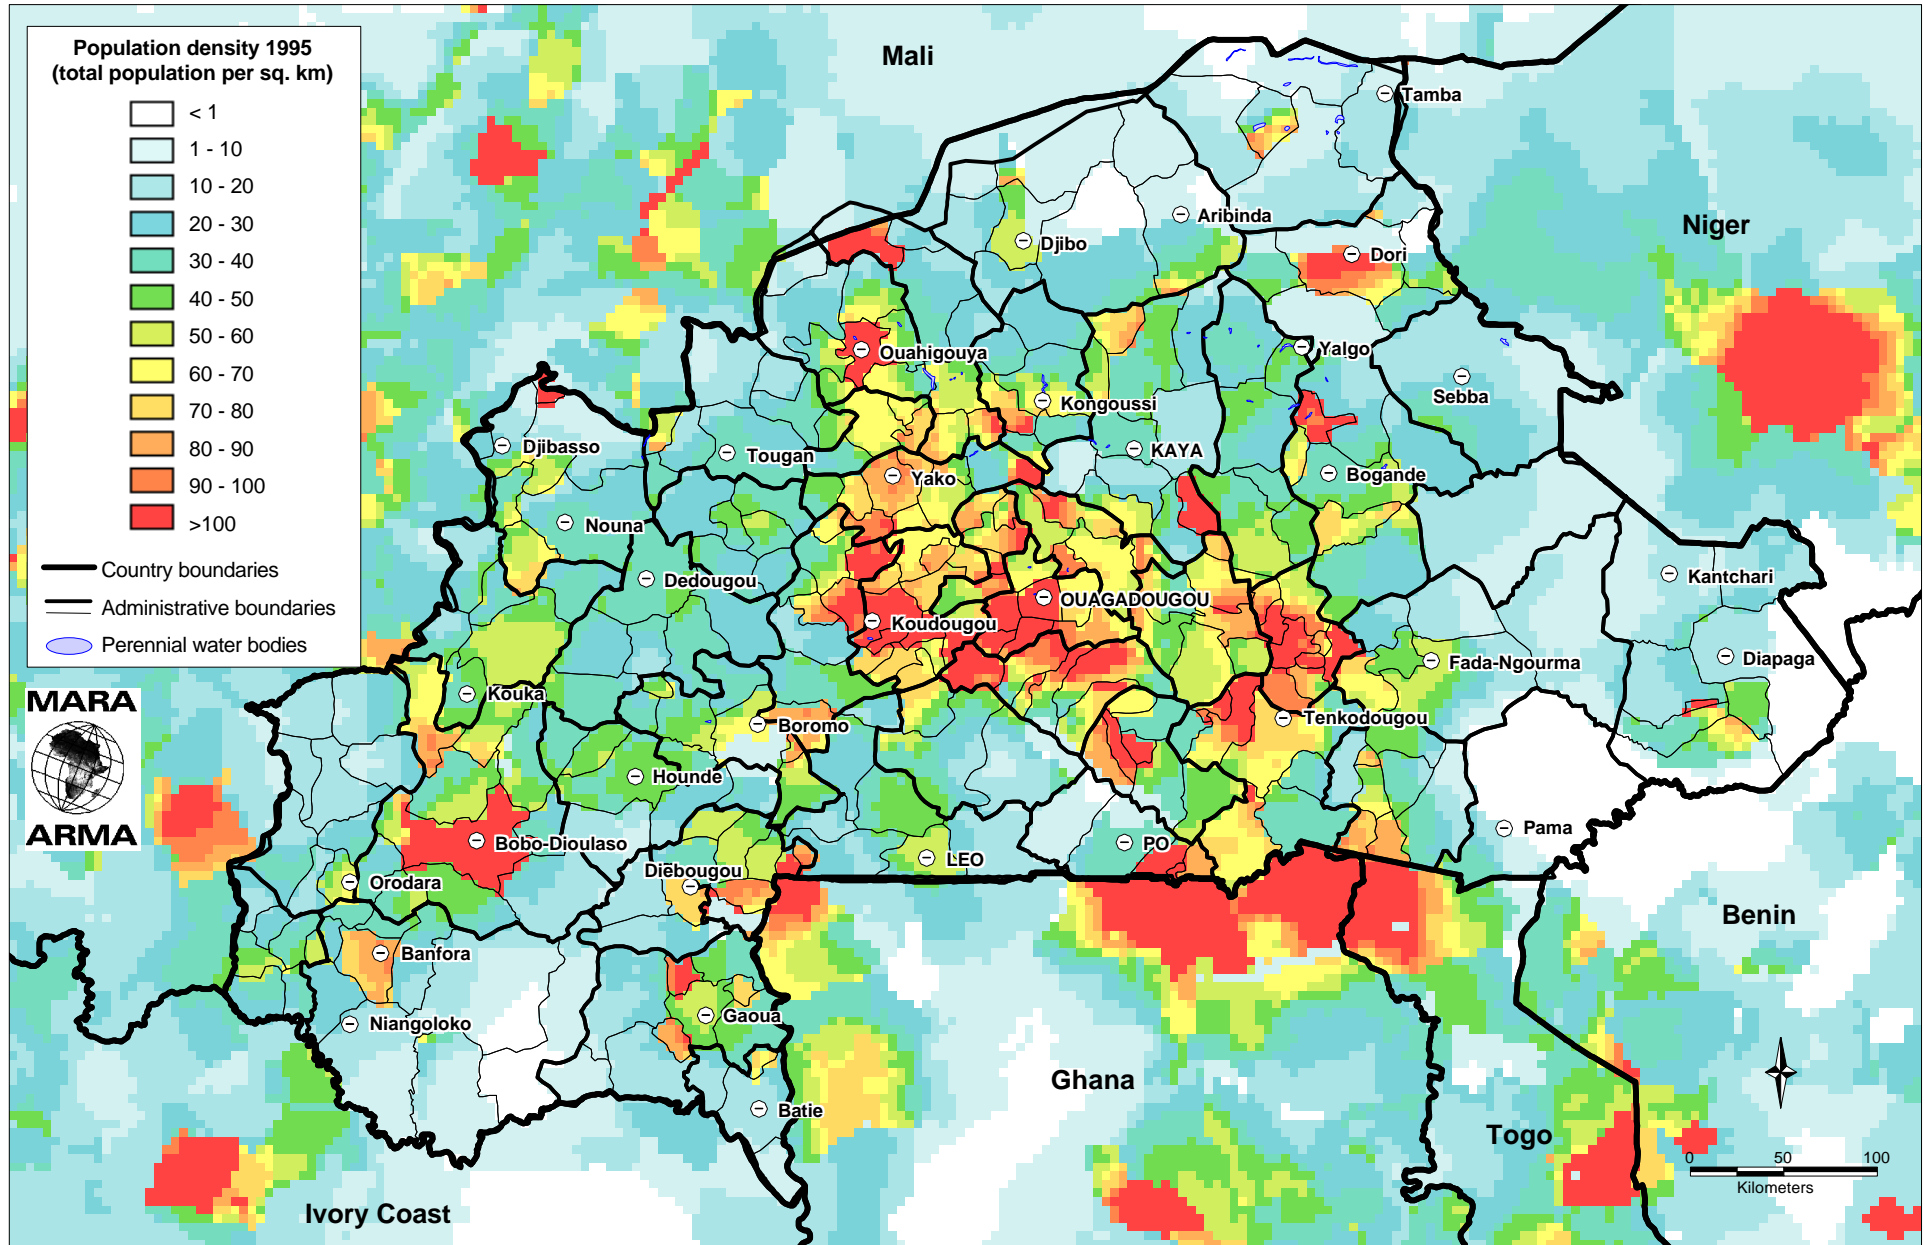 Population density 1995
(total population per sq. km)
< 1
1 - 10
10 - 20
20 - 30
30 - 40
40 - 50
50 - 60
60 - 70
70 - 80
80 - 90
90 - 100
>100
Country boundaries
Administrative boundaries
Perennial water bodies
MARA
ARMA
Mali
Niger
Benin
Togo
Ghana
Ivory Coast
Tamba
Aribinda
Djibo
Dori
Ouahigouya
Yalgo
Sebba
Kongoussi
Djibasso
Tougan
KAYA
Yako
Bogande
Nouna
Dedougou
Kantchari
OUAGADOUGOU
Koudougou
Fada-Ngourma
Diapaga
Kouka
Boromo
Tenkodougou
Hounde
Pama
Bobo-Dioulaso
PO
LEO
Diēbougou
Orodara
Banfora
Niangoloko
Gaoua
Batie
0 50 100
Kilometers